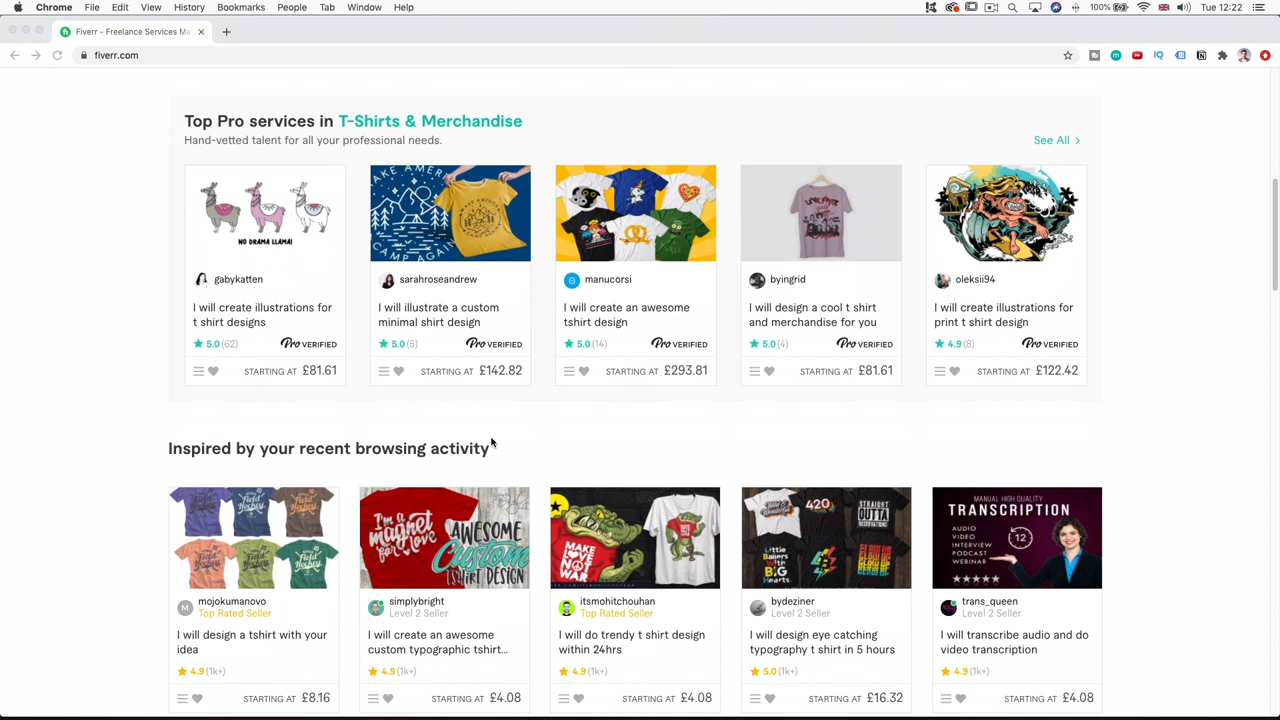 Chrome File Edit View History Bookmarks People Tab Window Help
100% Tue 12:22
Fiverr - Freelance Services Ma
fiverr.com
Top Pro services in T-Shirts & Merchandise
Hand-vetted talent for all your professional needs.
See All >
NO DRAMA LLAMA!
gabykatten
I will create illustrations for
t shirt designs
5.0 (62) Pro VERIFIED
STARTING AT £81.61
sarahroseandrew
I will illustrate a custom
minimal shirt design
5.0 (5) Pro VERIFIED
STARTING AT £142.82
manucorsi
I will create an awesome
tshirt design
5.0 (14) Pro VERIFIED
STARTING AT £293.81
byingrid
I will design a cool t shirt
and merchandise for you
5.0 (4) Pro VERIFIED
STARTING AT £81.61
oleksii94
I will create illustrations for
print t shirt design
4.9 (8) Pro VERIFIED
STARTING AT £122.42
Inspired by your recent browsing activity
Field Hockey
M
mojokumanovo
Top Rated Seller
I will design a tshirt with your
idea
4.9 (1k+)
STARTING AT £8.16
I'm a
magnet
for love
AWESOME
Custom
TSHIRT DESIGN
simplybright
Level 2 Seller
I will create an awesome
custom typographic tshirt...
4.9 (1k+)
STARTING AT £4.08
MAKE
LOVE
NOT
WAR
itsmohitchouhan
Top Rated Seller
I will do trendy t shirt design
within 24hrs
4.9 (1k+)
STARTING AT £4.08
420
STRAIGHT
OUTTA
RESERVATIONS
Little
Ballers
With
BIG
Hearts.
GLOW UP
bydeziner
Level 2 Seller
I will design eye catching
typography t shirt in 5 hours
5.0 (1k+)
STARTING AT £16.32
MANUAL HIGH QUALITY
TRANSCRIPTION
AUDIO
VIDEO
INTERVIEW
PODCAST
WEBINAR
12
trans_queen
Level 2 Seller
I will transcribe audio and do
video transcription
4.9 (1k+)
STARTING AT £4.08